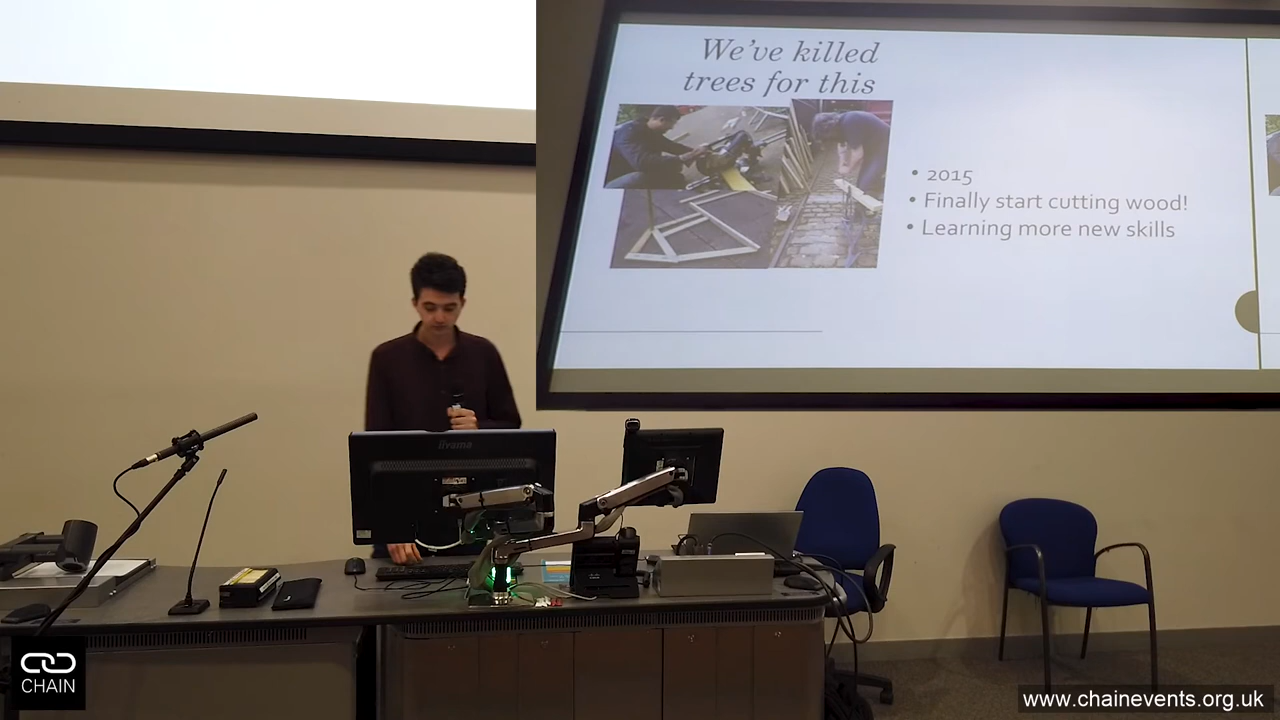 We've killed
trees for this
• 2015
• Finally start cutting wood!
• Learning more new skills
iiyama
CHAIN
www.chainevents.org.uk